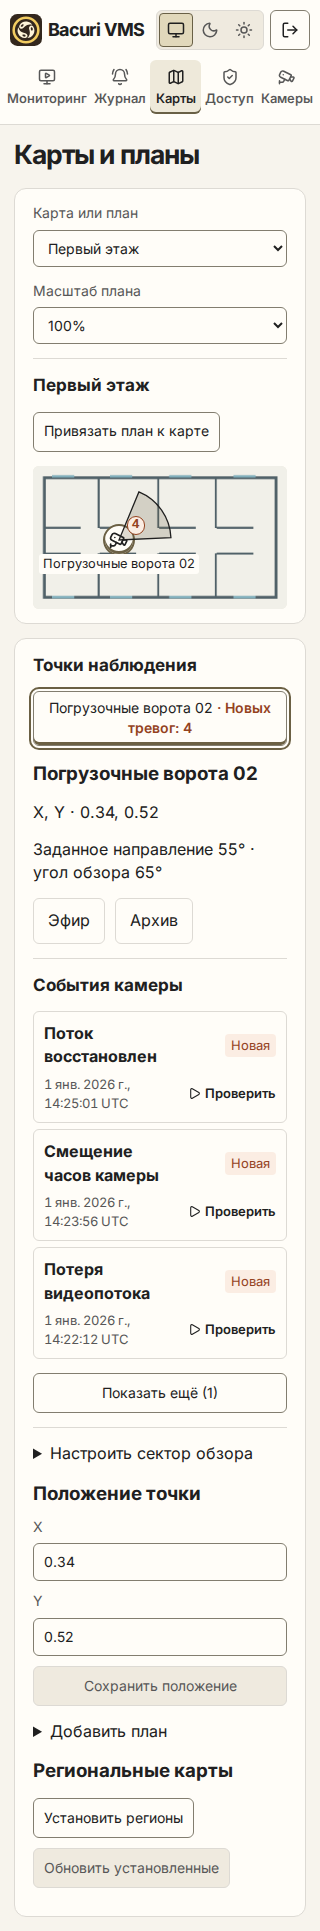 Bacuri VMS
Мониторинг Журнал Карты Доступ Камеры
Карты и планы
Карта или план
Первый этаж
Масштаб плана
100%
Первый этаж
Привязать план к карте
4
Погрузочные ворота 02
Точки наблюдения
Погрузочные ворота 02 · Новых
тревог: 4
Погрузочные ворота 02
X, Y · 0.34, 0.52
Заданное направление 55° ·
угол обзора 65°
Эфир Архив
События камеры
Поток
восстановлен
Новая
1 янв. 2026 г.,
14:25:01 UTC
Проверить
Смещение
часов камеры
Новая
1 янв. 2026 г.,
14:23:56 UTC
Проверить
Потеря
видеопотока
Новая
1 янв. 2026 г.,
14:22:12 UTC
Проверить
Показать ещё (1)
Настроить сектор обзора
Положение точки
X
0.34
Y
0.52
Сохранить положение
Добавить план
Региональные карты
Установить регионы
Обновить установленные